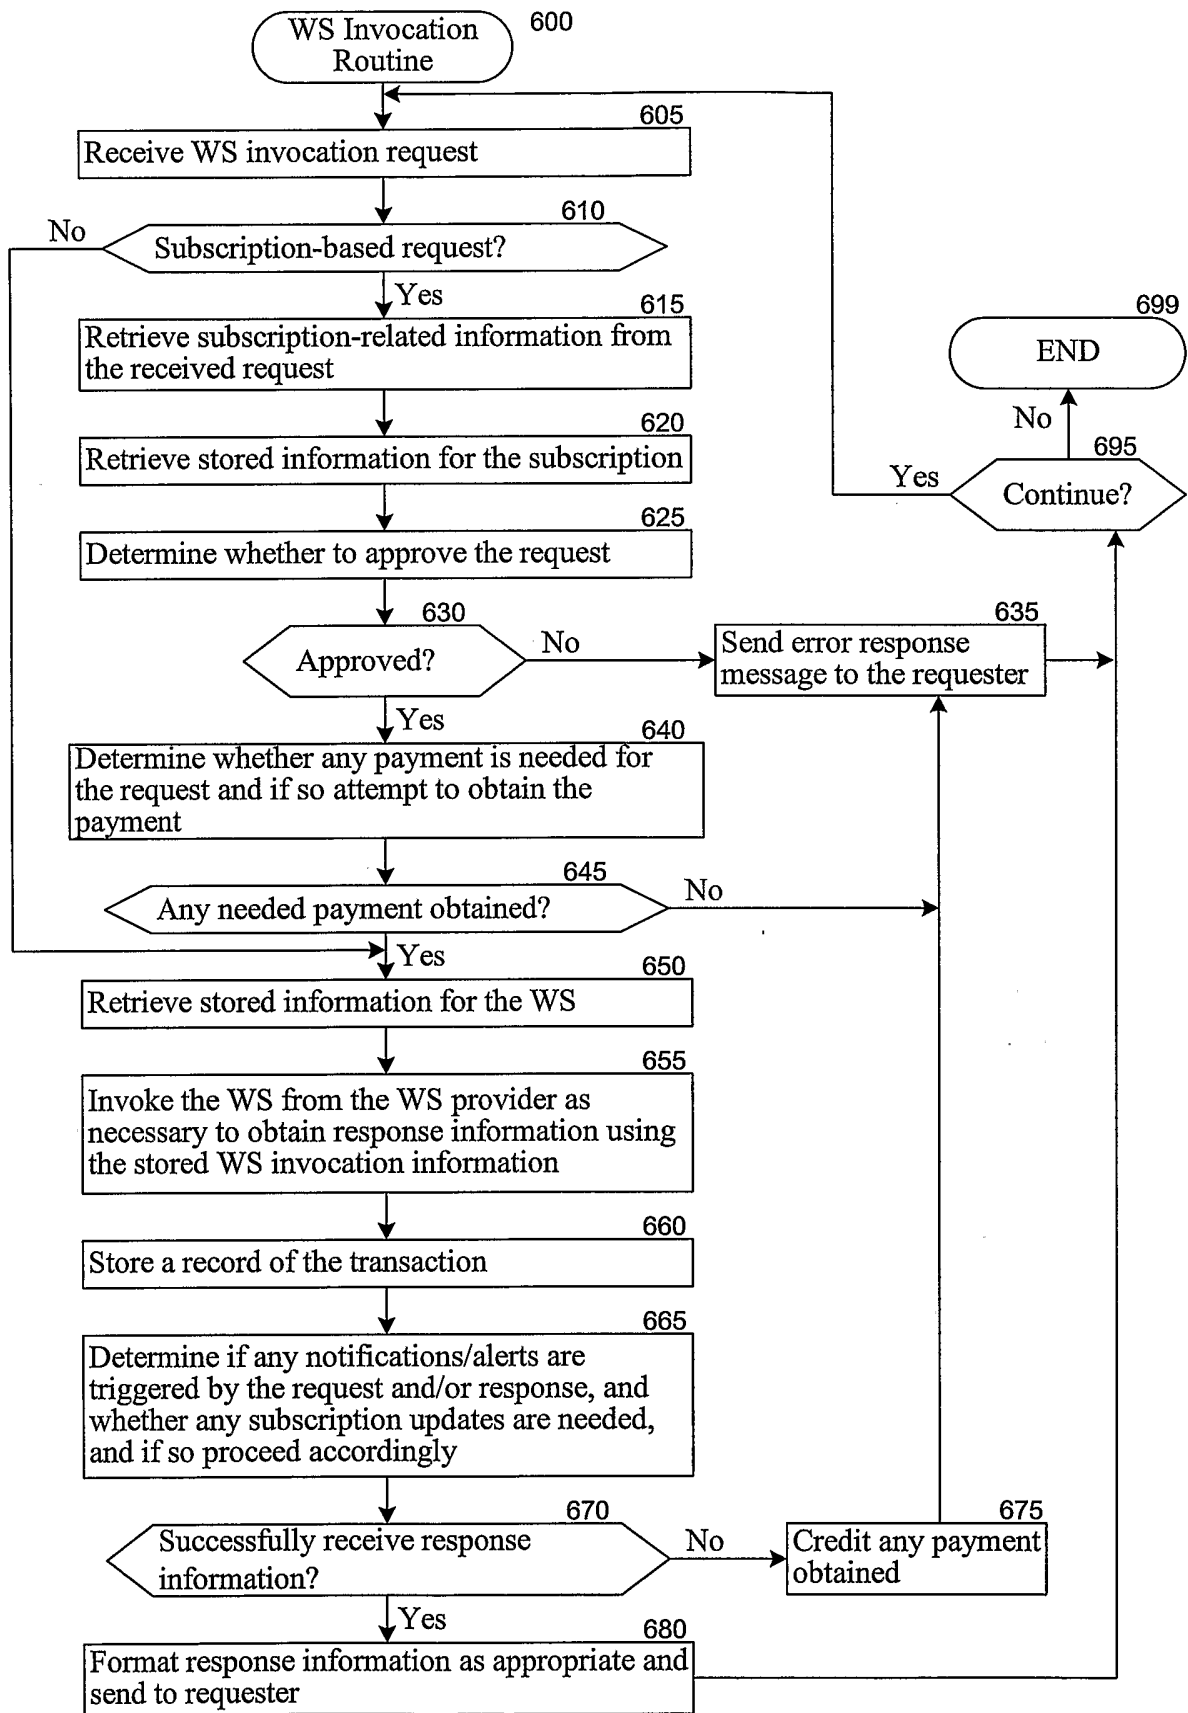 WS Invocation
Routine
600
605
Receive WS invocation request
610
No
Subscription-based request?
Yes
615
Retrieve subscription-related information from
the received request
699
END
No
620
Retrieve stored information for the subscription
695
Yes
Continue?
625
Determine whether to approve the request
630
Approved?
No
635
Send error response
message to the requester
Yes
640
Determine whether any payment is needed for
the request and if so attempt to obtain the
payment
645
Any needed payment obtained?
No
Yes
650
Retrieve stored information for the WS
655
Invoke the WS from the WS provider as
necessary to obtain response information using
the stored WS invocation information
660
Store a record of the transaction
665
Determine if any notifications/alerts are
triggered by the request and/or response, and
whether any subscription updates are needed,
and if so proceed accordingly
670
Successfully receive response
information?
No
675
Credit any payment
obtained
Yes
680
Format response information as appropriate and
send to requester